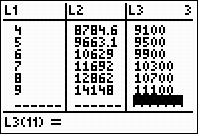 L1 L2 L3 3
4 8784.6 9100
5 9663.1 9500
6 10629 9900
7 11692 10300
8 12862 10700
9 14148 11100
------ ------
L3(11) =